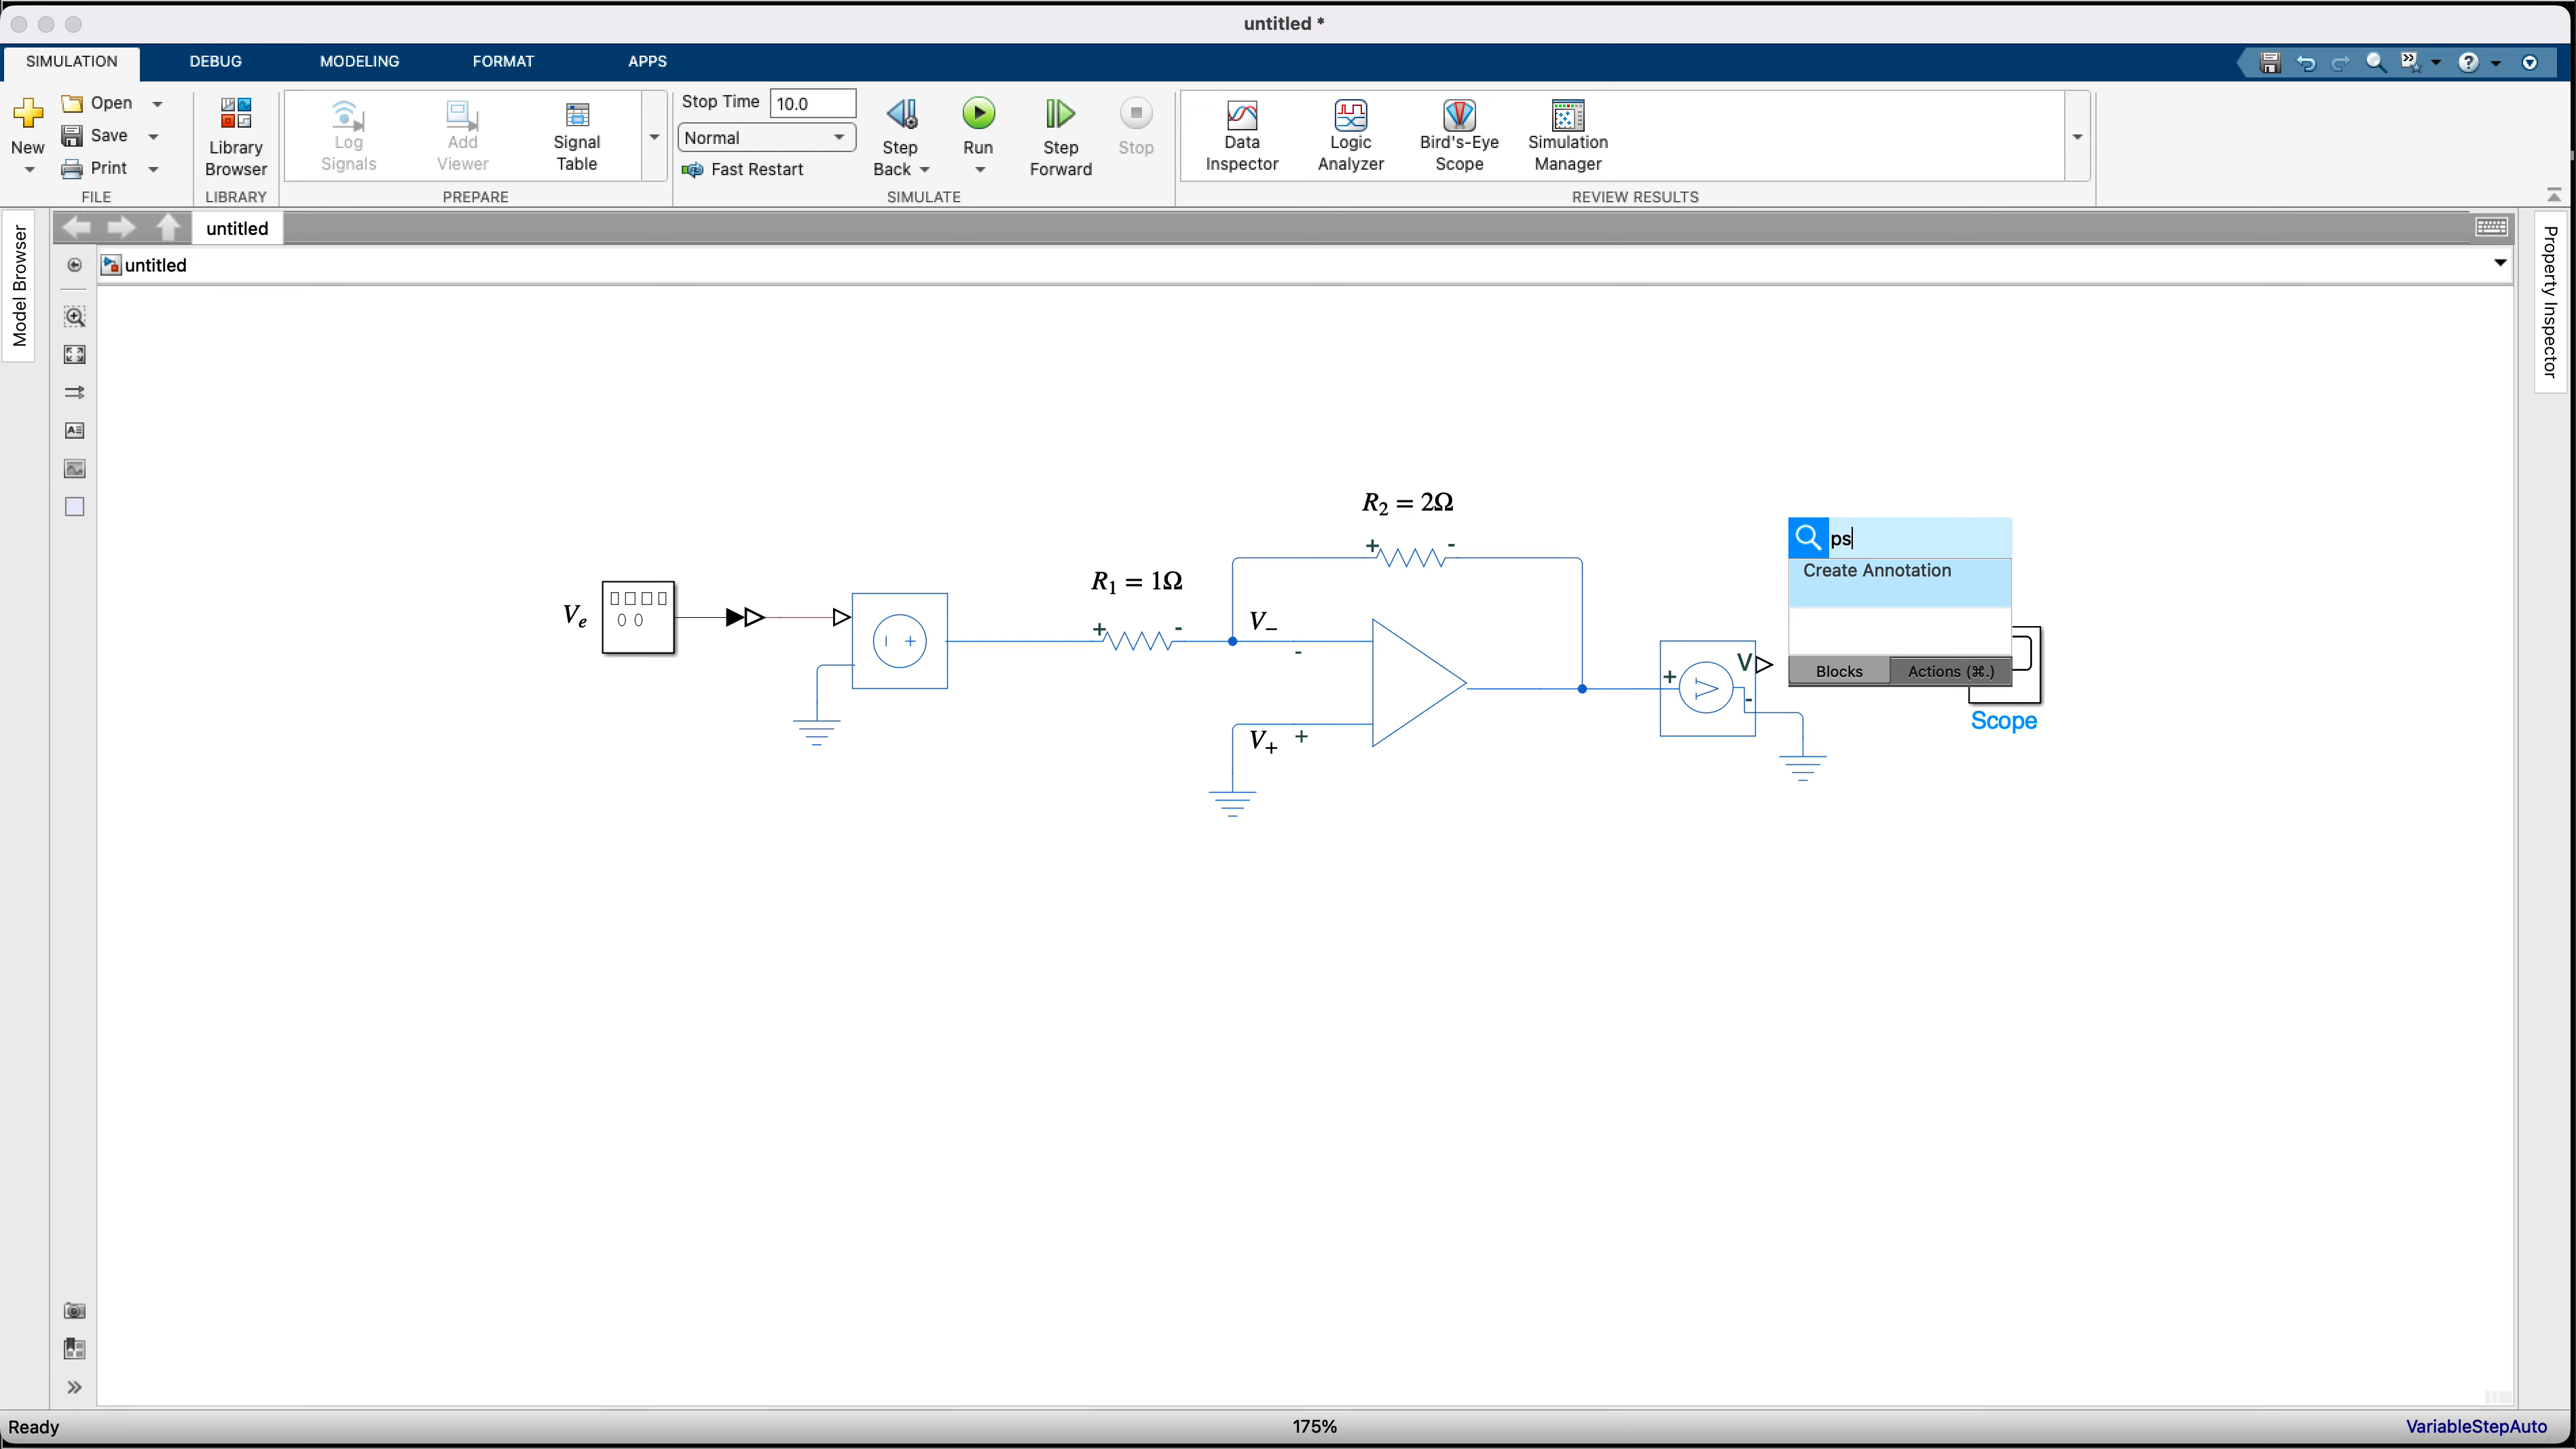 untitled *
SIMULATION
DEBUG
MODELING
FORMAT
APPS
New
Open
Save
Print
FILE
Library
Browser
LIBRARY
Log
Signals
Add
Viewer
Signal
Table
PREPARE
Stop Time 10.0
Normal
Fast Restart
Step
Back
Run
Step
Forward
Stop
SIMULATE
Data
Inspector
Logic
Analyzer
Bird's-Eye
Scope
Simulation
Manager
REVIEW RESULTS
Model Browser
untitled
untitled
Property Inspector
R₂ = 2Ω
+ -
ps
Create Annotation
Blocks
Actions (⌘.)
R₁ = 1Ω
+ -
Vₑ
- +
V₋
-
V₊ +
+ V
-
Scope
Ready
175%
VariableStepAuto